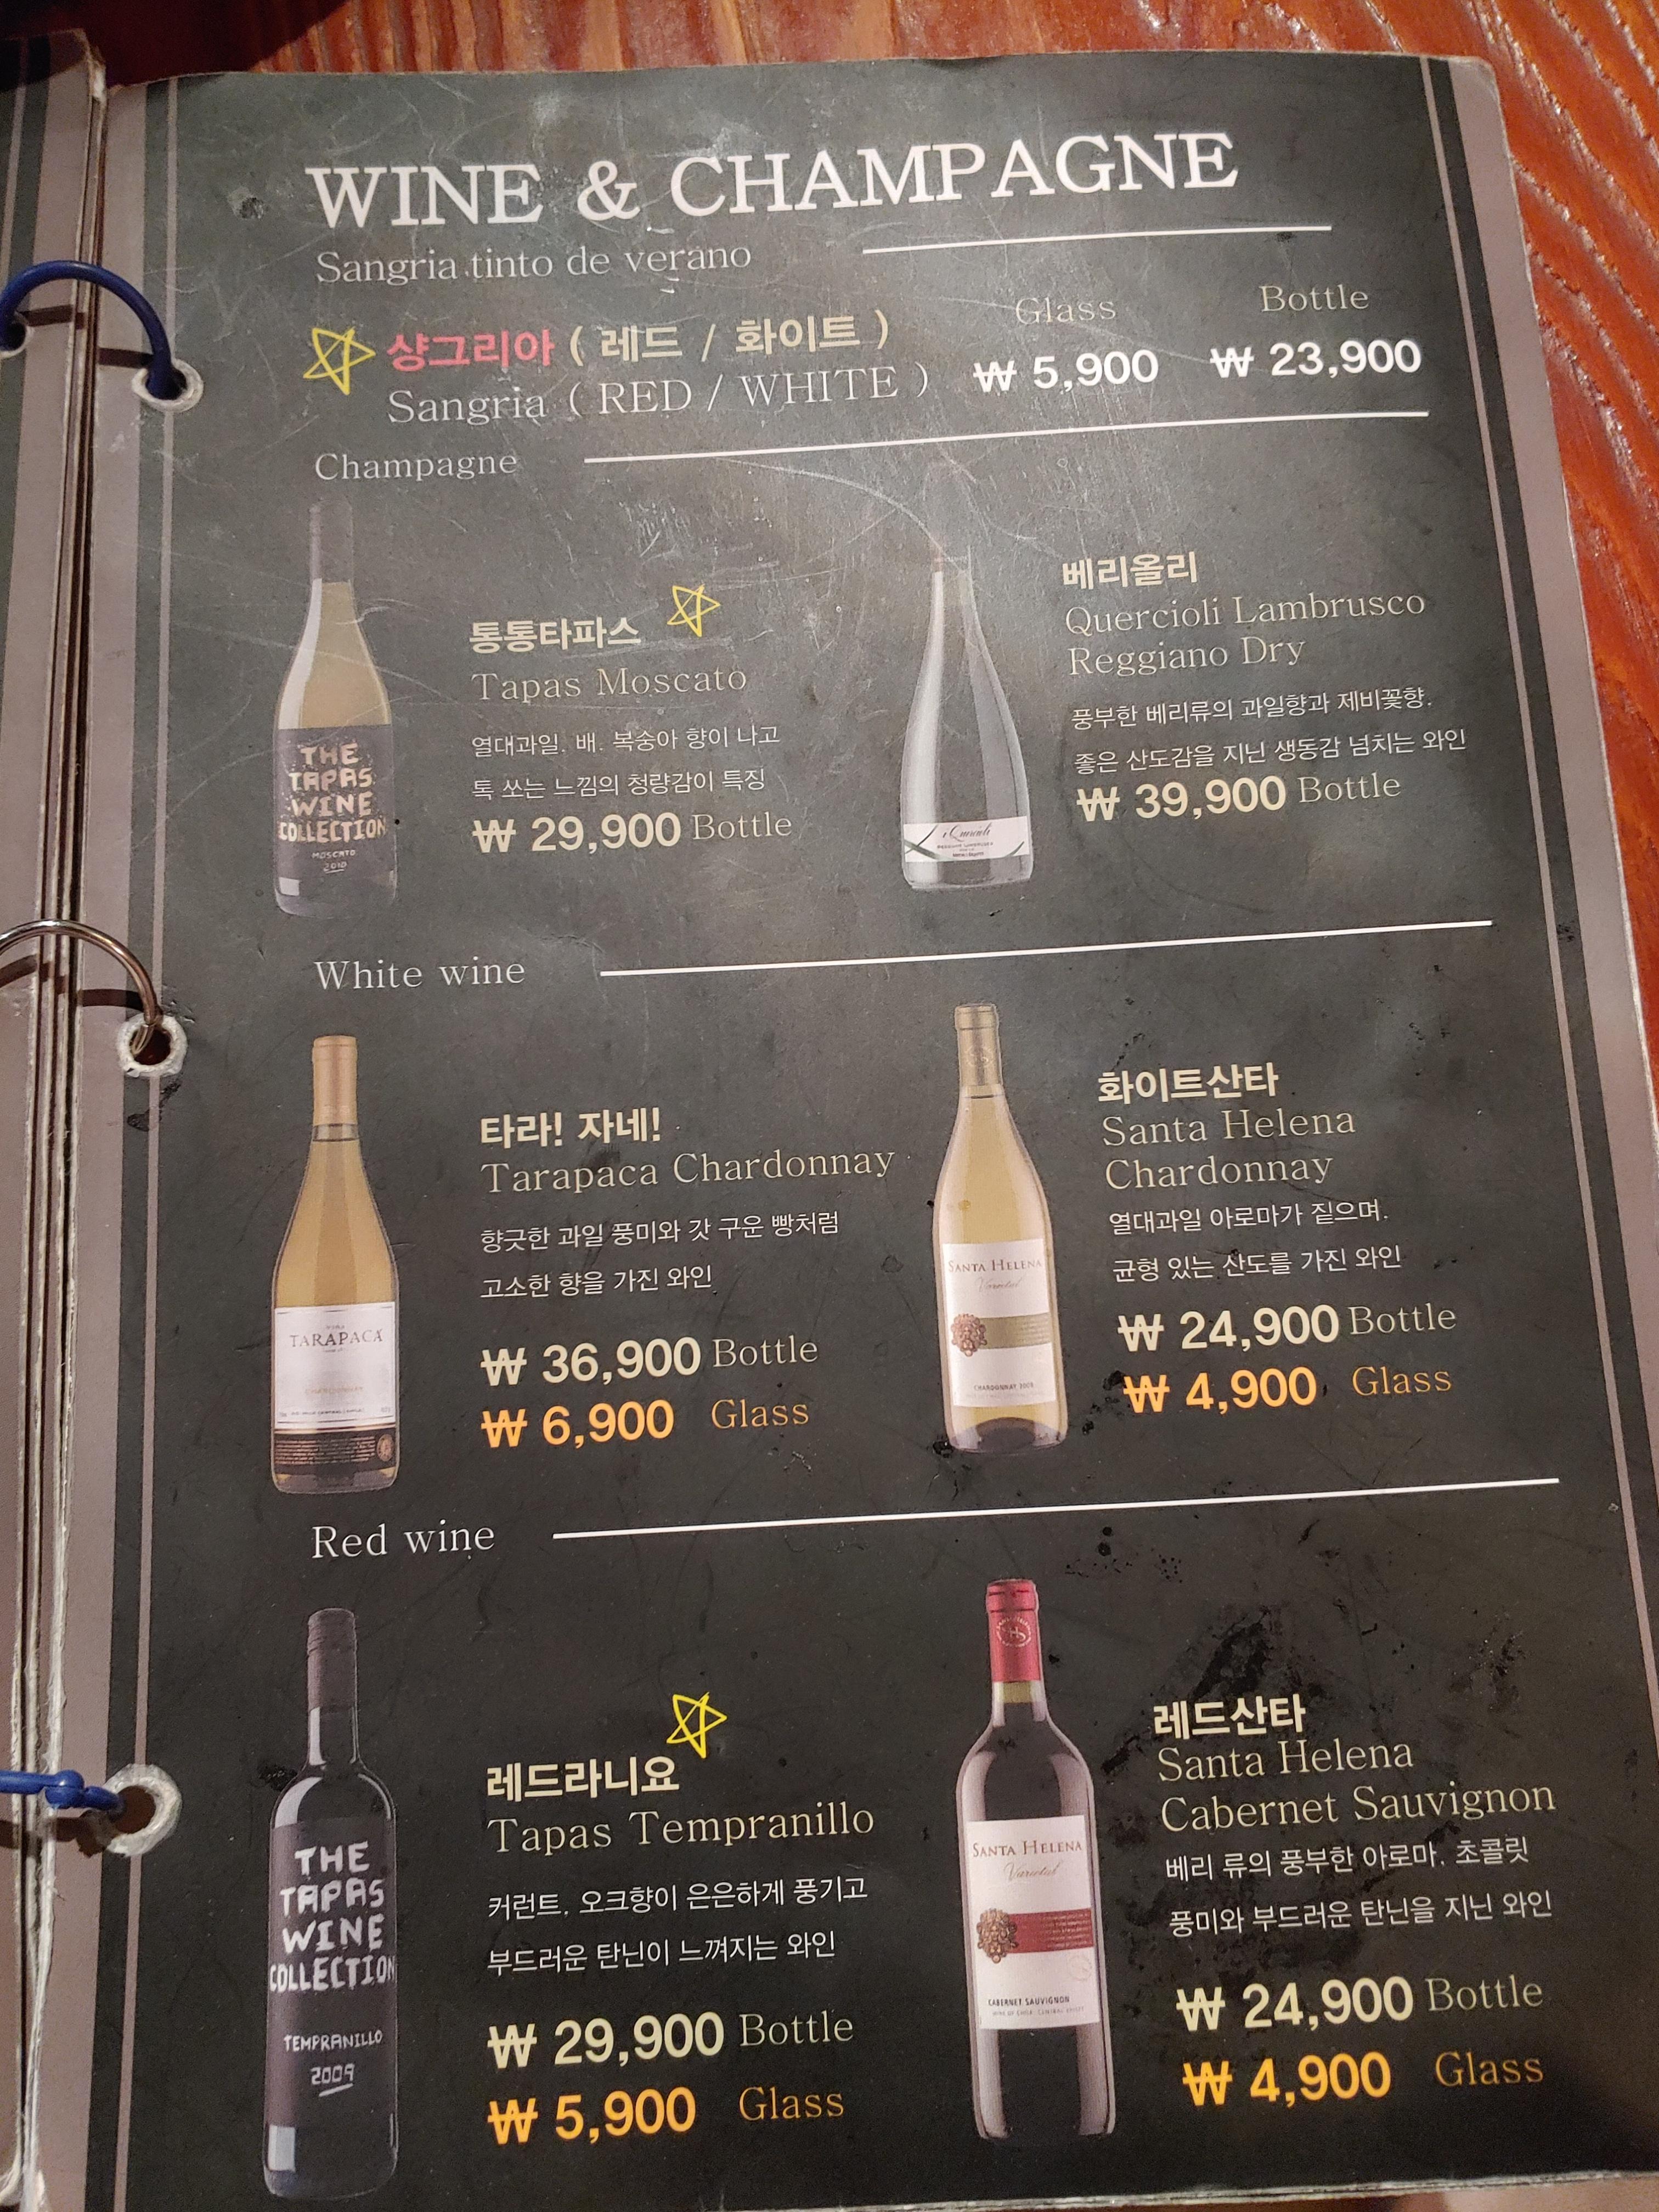 WINE & CHAMPAGNE
Sangria tinto de verano
Glass Bottle
샹그리아 ( 레드 / 화이트 ) ₩ 5,900 ₩ 23,900
Sangria ( RED / WHITE )
Champagne
통통타파스
Tapas Moscato
열대과일. 배. 복숭아 향이 나고
톡 쏘는 느낌의 청량감이 특징
₩ 29,900 Bottle
THE
TAPAS
WINE
COLLECTION
MOSCATO
2010
베리올리
Quercioli Lambrusco
Reggiano Dry
풍부한 베리류의 과일향과 제비꽃향.
좋은 산도감을 지닌 생동감 넘치는 와인
₩ 39,900 Bottle
White wine
타라! 자네!
Tarapaca Chardonnay
향긋한 과일 풍미와 갓 구운 빵처럼
고소한 향을 가진 와인
₩ 36,900 Bottle
₩ 6,900 Glass
TARAPACÁ
화이트산타
Santa Helena
Chardonnay
열대과일 아로마가 짙으며.
균형 있는 산도를 가진 와인
₩ 24,900 Bottle
₩ 4,900 Glass
SANTA HELENA
Varietal
Red wine
레드라니요
Tapas Tempranillo
커런트. 오크향이 은은하게 풍기고
부드러운 탄닌이 느껴지는 와인
₩ 29,900 Bottle
₩ 5,900 Glass
THE
TAPAS
WINE
COLLECTION
TEMPRANILLO
2009
레드산타
Santa Helena
Cabernet Sauvignon
베리 류의 풍부한 아로마. 초콜릿
풍미와 부드러운 탄닌을 지닌 와인
₩ 24,900 Bottle
₩ 4,900 Glass
SANTA HELENA
Varietal
CABERNET SAUVIGNON